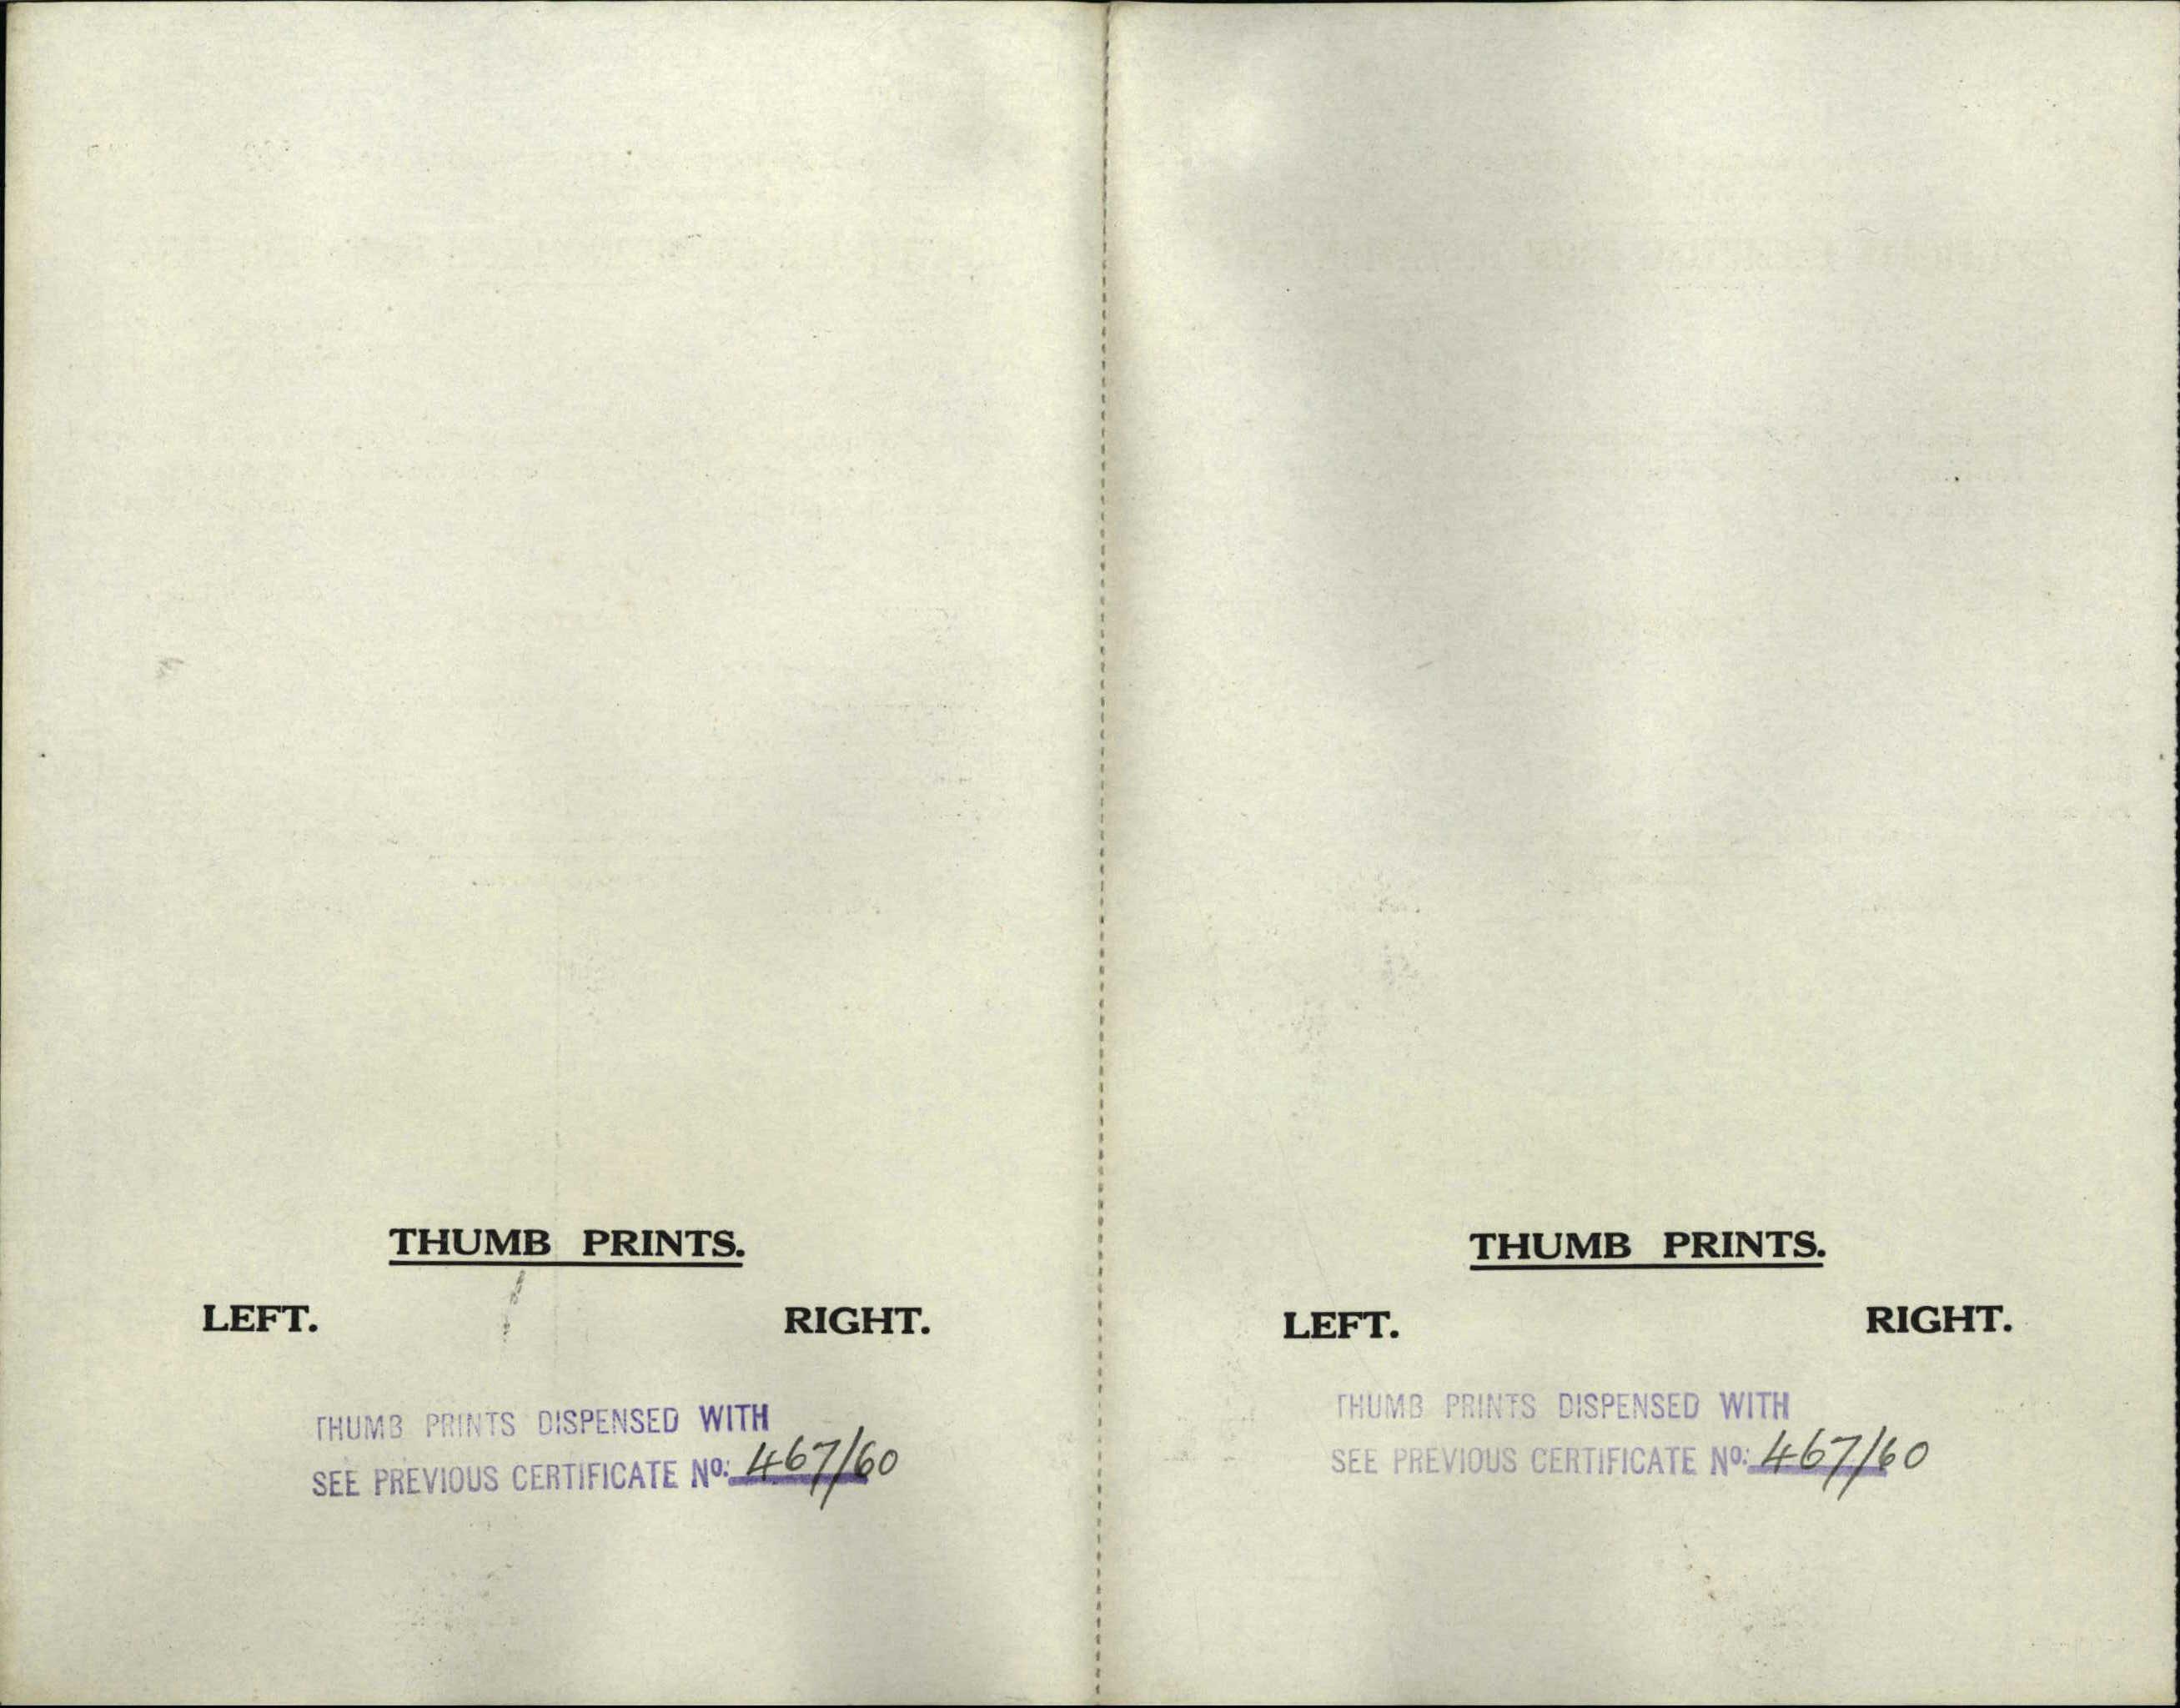 THUMB PRINTS.
LEFT. RIGHT.
THUMB PRINTS DISPENSED WITH
SEE PREVIOUS CERTIFICATE No: 467/60
THUMB PRINTS.
LEFT. RIGHT.
THUMB PRINTS DISPENSED WITH
SEE PREVIOUS CERTIFICATE No: 467/60